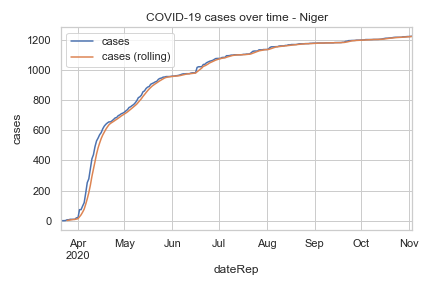 COVID-19 cases over time - Niger
cases
cases (rolling)
1200
1000
800
600
400
200
0
cases
Apr
2020
May
Jun
Jul
Aug
Sep
Oct
Nov
dateRep